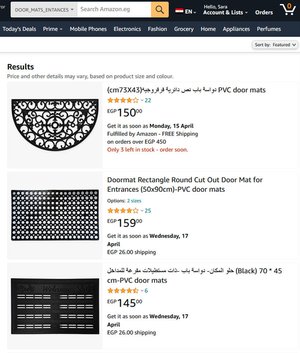 DOOR_MATS_ENTANCES
Search Amazon.eg
EN
Hello, Sara
Account & Lists
0
Cart
Today's Deals Prime Mobile Phones Electronics Fashion Home Appliances Perfumes
Sort by: Featured
Results
Price and other details may vary, based on product size and colour.
(cm73X43) دواسة باب نص دائرية فرفروجية PVC door mats
22
EGP 150.00
Get it as soon as Monday, 15 April
Fulfilled by Amazon - FREE Shipping
on orders over EGP 450
Only 3 left in stock - order soon.
Doormat Rectangle Round Cut Out Door Mat for
Entrances (50x90cm)-PVC door mats
Options: 2 sizes
25
EGP 159.00
Get it as soon as Wednesday, 17
April
EGP 26.00 shipping
حلو المكان- دواسة باب -ذات مستطيلات مفرغة للمداخل (Black) 70 * 45
cm-PVC door mats
6
EGP 145.00
Get it as soon as Wednesday, 17
April
EGP 26.00 shipping